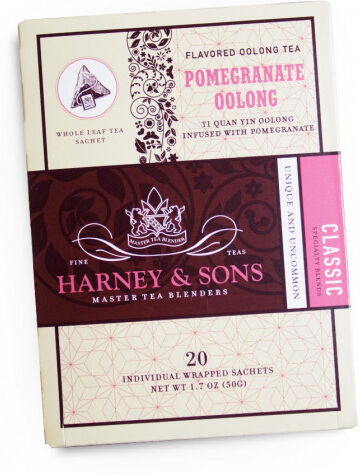 FLAVORED OOLONG TEA
POMEGRANATE
OOLONG
TI QUAN YIN OOLONG
INFUSED WITH POMEGRANATE
WHOLE LEAF TEA
SACHET
MASTER TEA BLENDER
FINE TEAS
HARNEY & SONS
MASTER TEA BLENDERS
UNIQUE AND UNCOMMON
CLASSIC
SPECIALTY BLENDS
20
INDIVIDUAL WRAPPED SACHETS
NET WT 1.7 OZ (50G)